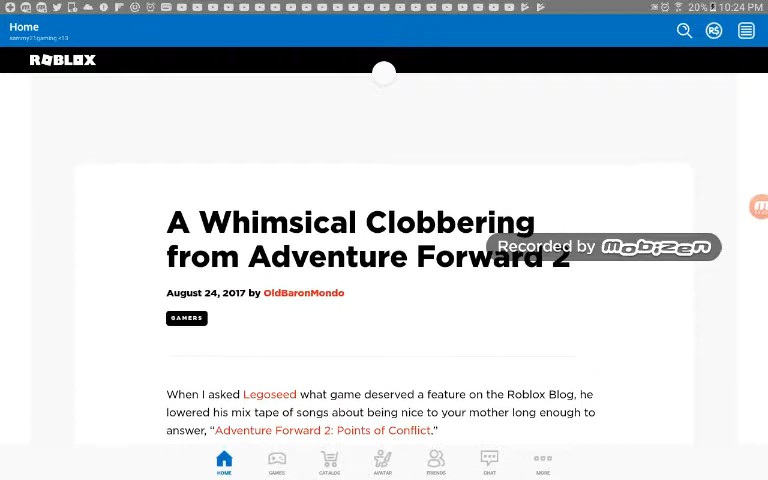 20% 10:24 PM
Home
sammy21gaming <13
ROBLOX
R$
A Whimsical Clobbering
from Adventure Forward 2
Recorded by mobizen
August 24, 2017 by OldBaronMondo
GAMERS
When I asked Legoseed what game deserved a feature on the Roblox Blog, he
lowered his mix tape of songs about being nice to your mother long enough to
answer, “Adventure Forward 2: Points of Conflict.”
HOME GAMES CATALOG AVATAR FRIENDS CHAT MORE